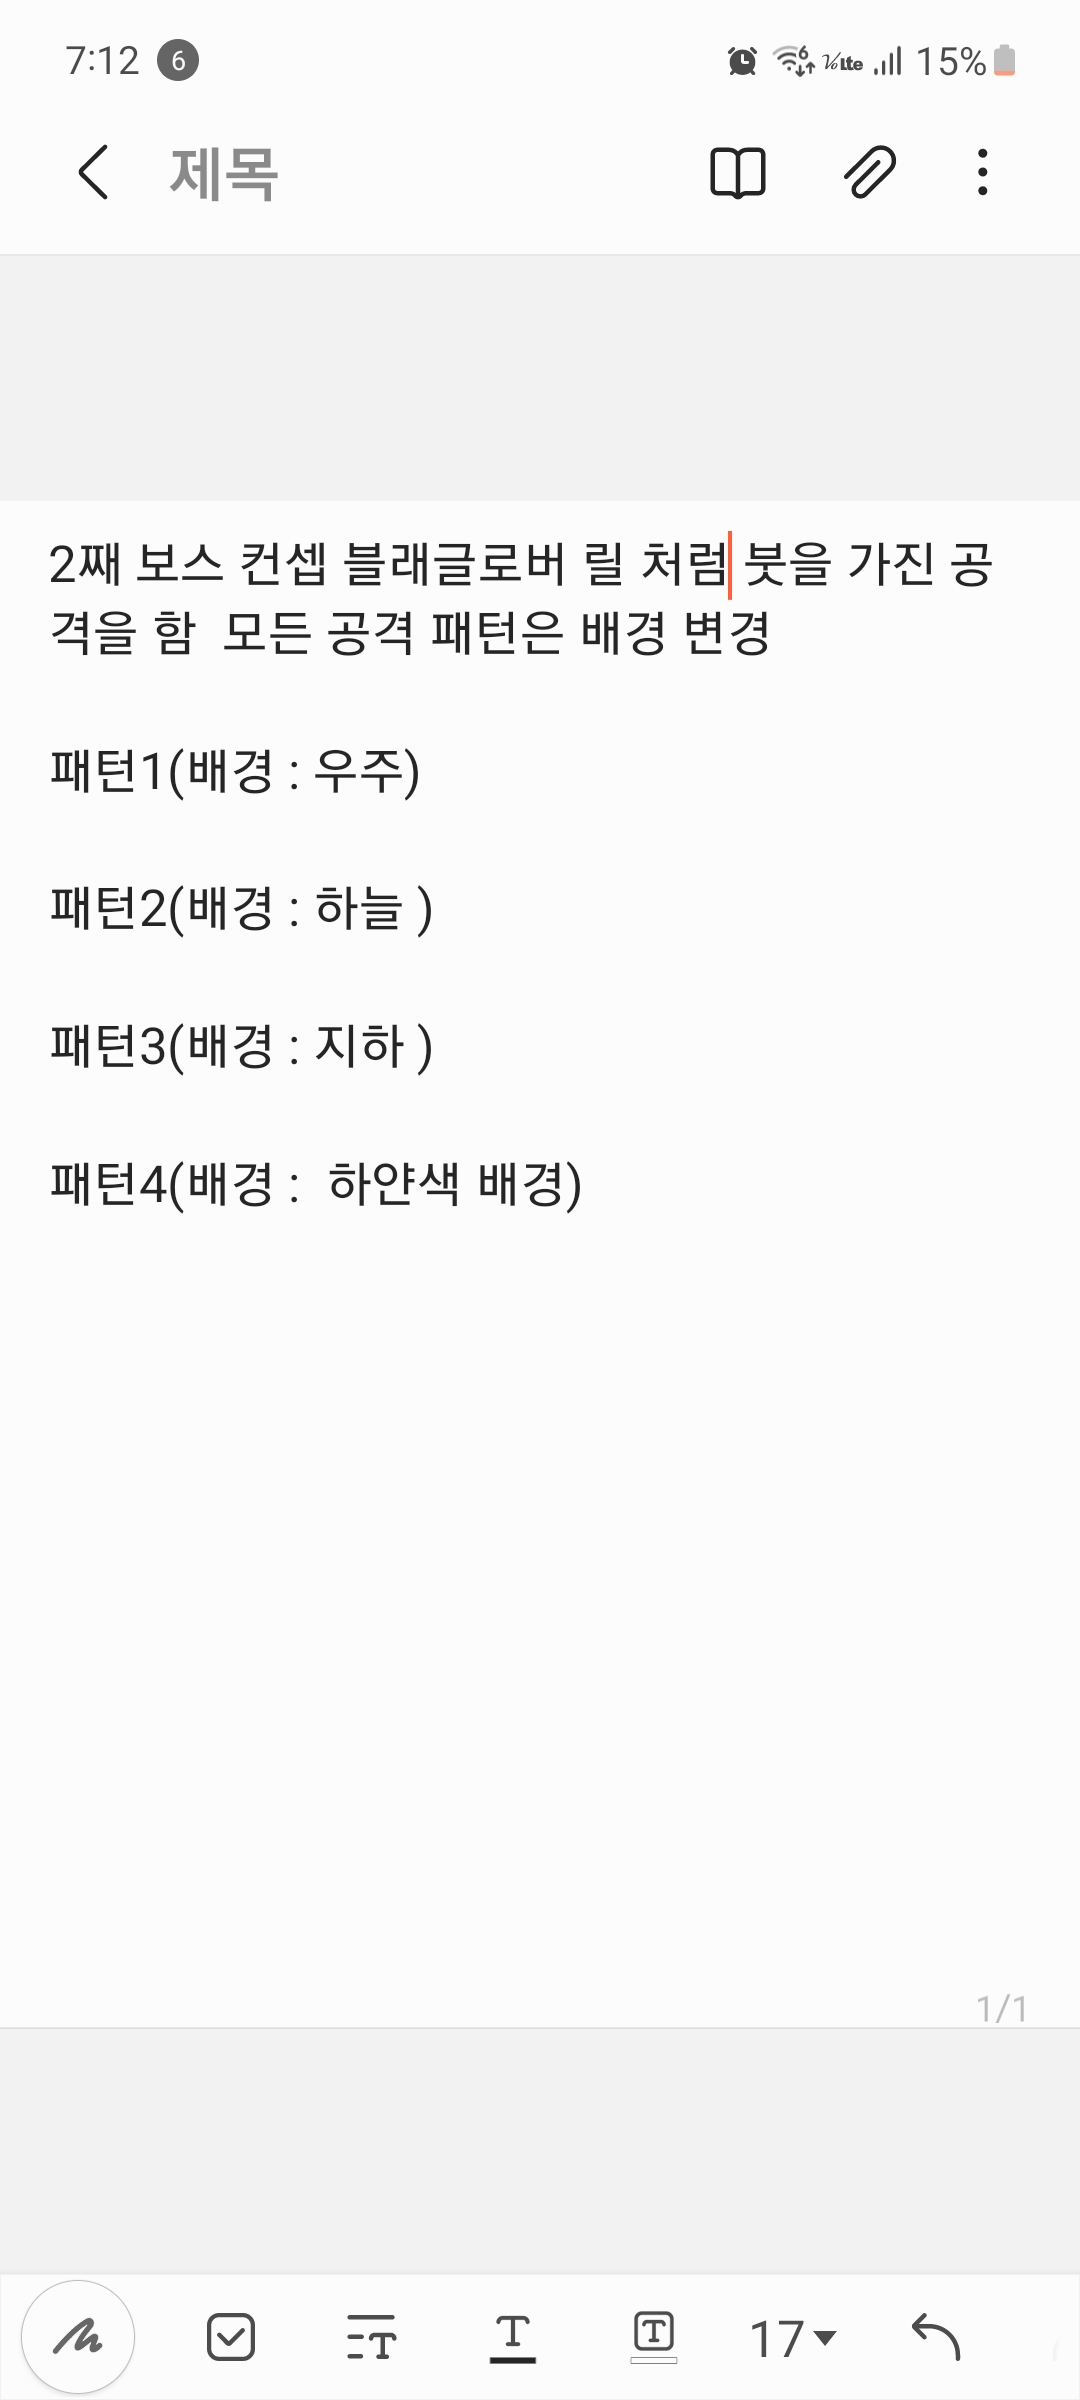 7:12 6 15%
제목
2째 보스 컨셉 블래글로버 릴 처럼 붓을 가진 공
격을 함  모든 공격 패턴은 배경 변경
패턴1(배경 : 우주)
패턴2(배경 : 하늘 )
패턴3(배경 : 지하 )
패턴4(배경 :  하얀색 배경)
1/1
17